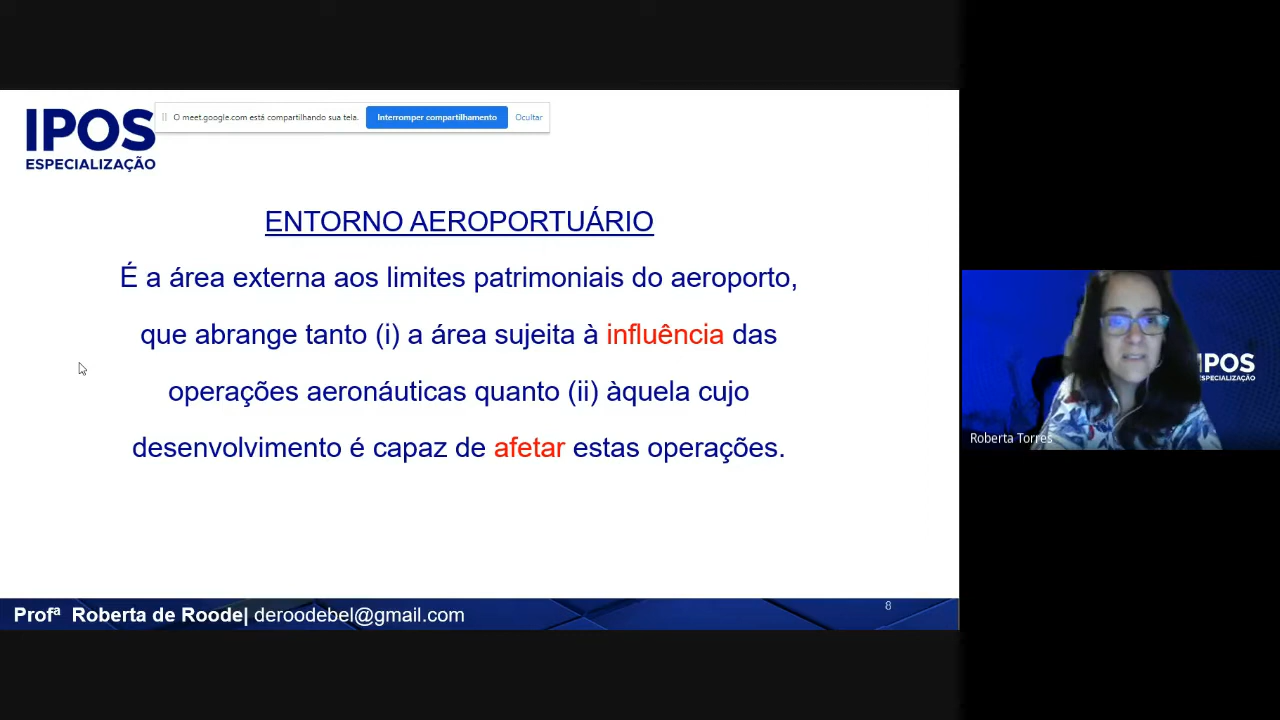 IPOS
ESPECIALIZAÇÃO
O meet.google.com está compartilhando sua tela.
Interromper compartilhamento
Ocultar
ENTORNO AEROPORTUÁRIO
É a área externa aos limites patrimoniais do aeroporto,
que abrange tanto (i) a área sujeita à influência das
operações aeronáuticas quanto (ii) àquela cujo
desenvolvimento é capaz de afetar estas operações.
IPOS
ESPECIALIZAÇÃO
Roberta Torres
Profª Roberta de Roode| deroodebel@gmail.com
8